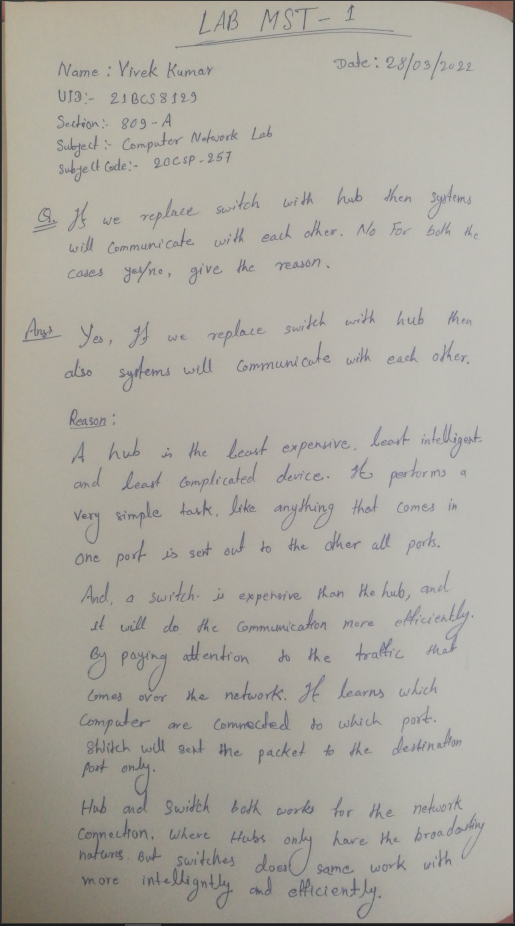 LAB MST-1
Name : Vivek Kumar
Date: 28/03/2022
UID:- 21BCS8129
Section:- 809-A
Subject:- Computer Network Lab
Subject Code:- 20CSP-257
Q. If we replace switch with hub then systems
will communicate with each other. No For both the
cases yes/no, give the reason.
Ans: Yes, If we replace switch with hub then
also systems will communicate with each other.
Reason:
A hub is the least expensive, least intelligent
and least complicated device. It performs a
very simple task, like anything that comes in
one port is sent out to the other all ports.
And, a switch is expensive than the hub, and
it will do the communication more efficiently.
By paying attention to the traffic that
comes over the network. It learns which
computer are connected to which port.
Switch will sent the packet to the destination
port only.
Hub and Switch both works for the network
connection. Where Hubs only have the broadcasting
natures. But switches does same work with
more intelligntly and efficiently.